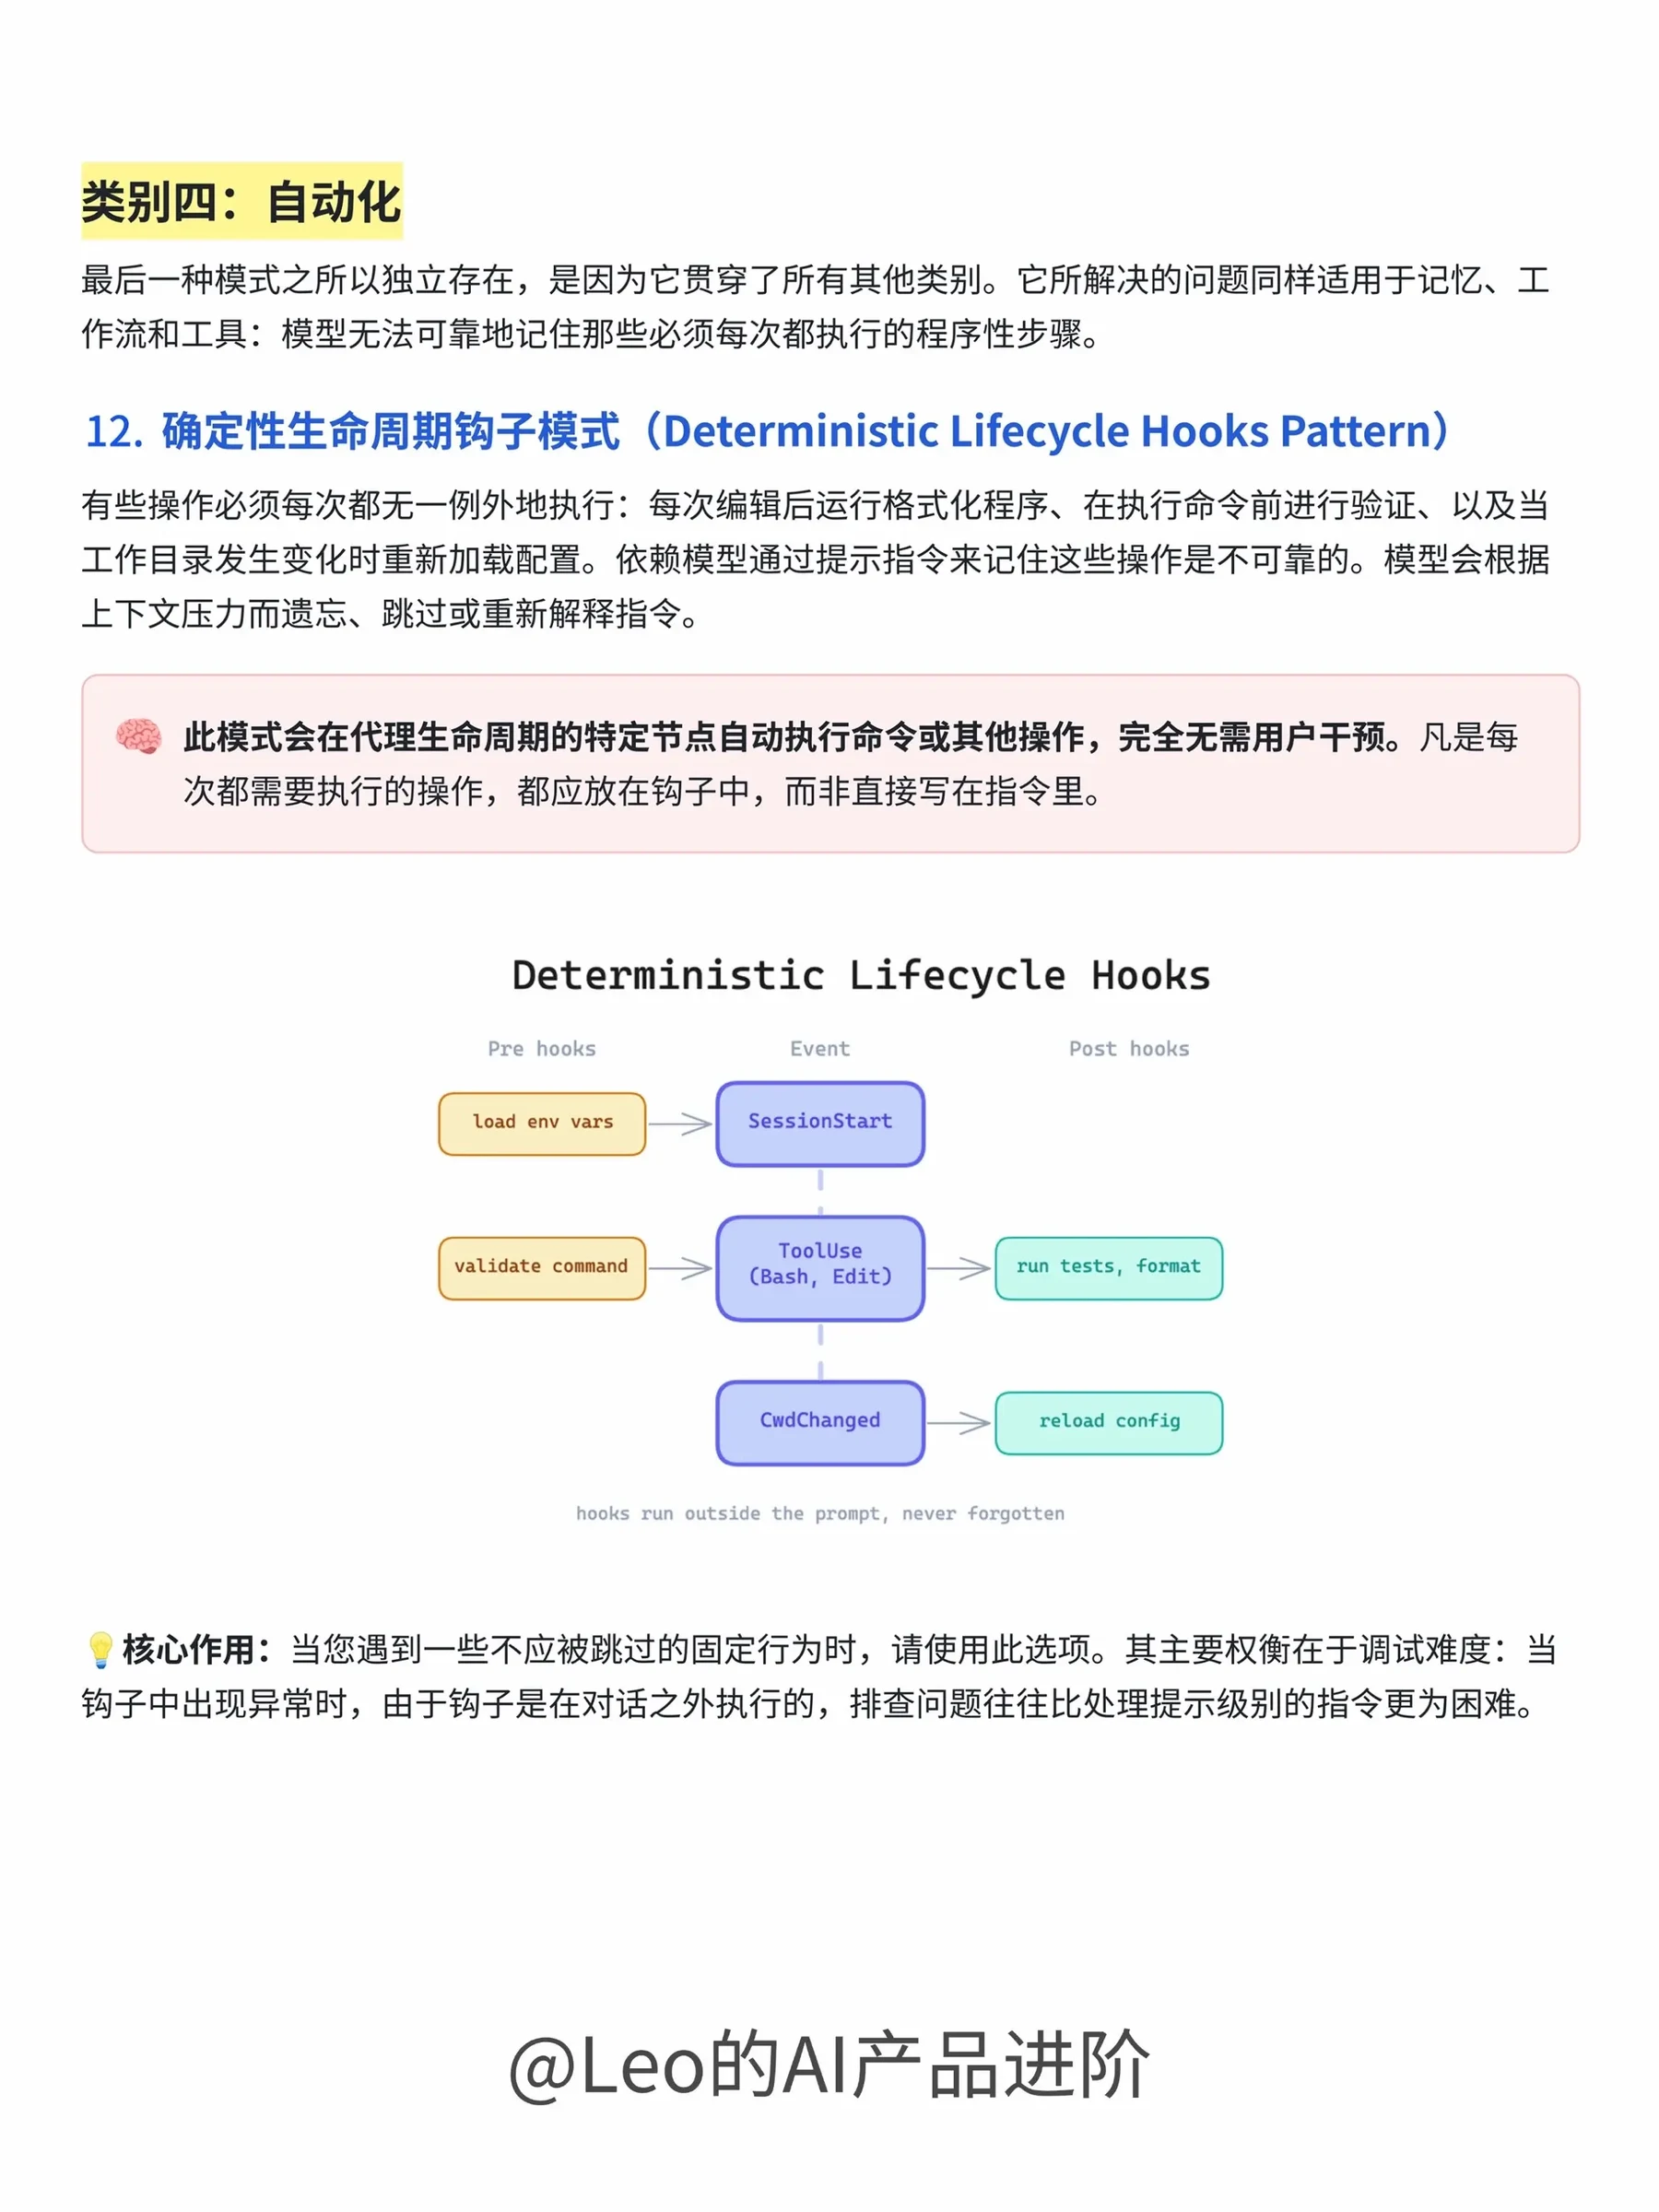 类别四：自动化
最后一种模式之所以独立存在，是因为它贯穿了所有其他类别。它所解决的问题同样适用于记忆、工
作流和工具：模型无法可靠地记住那些必须每次都执行的程序性步骤。
12. 确定性生命周期钩子模式（Deterministic Lifecycle Hooks Pattern）
有些操作必须每次都无一例外地执行：每次编辑后运行格式化程序、在执行命令前进行验证、以及当
工作目录发生变化时重新加载配置。依赖模型通过提示指令来记住这些操作是不可靠的。模型会根据
上下文压力而遗忘、跳过或重新解释指令。
此模式会在代理生命周期的特定节点自动执行命令或其他操作，完全无需用户干预。凡是每
次都需要执行的操作，都应放在钩子中，而非直接写在指令里。
Deterministic Lifecycle Hooks
Pre hooks Event Post hooks
load env vars SessionStart
validate command ToolUse
(Bash, Edit) run tests, format
CwdChanged reload config
hooks run outside the prompt, never forgotten
核心作用：当您遇到一些不应被跳过的固定行为时，请使用此选项。其主要权衡在于调试难度：当
钩子中出现异常时，由于钩子是在对话之外执行的，排查问题往往比处理提示级别的指令更为困难。
@Leo的AI产品进阶